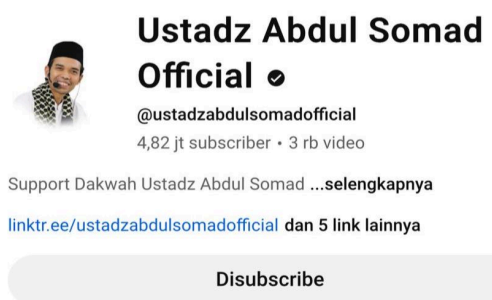 Ustadz Abdul Somad
Official
@ustadzabdulsomadofficial
4,82 jt subscriber • 3 rb video
Support Dakwah Ustadz Abdul Somad ...selengkapnya
linktr.ee/ustadzabdulsomadofficial dan 5 link lainnya
Disubscribe